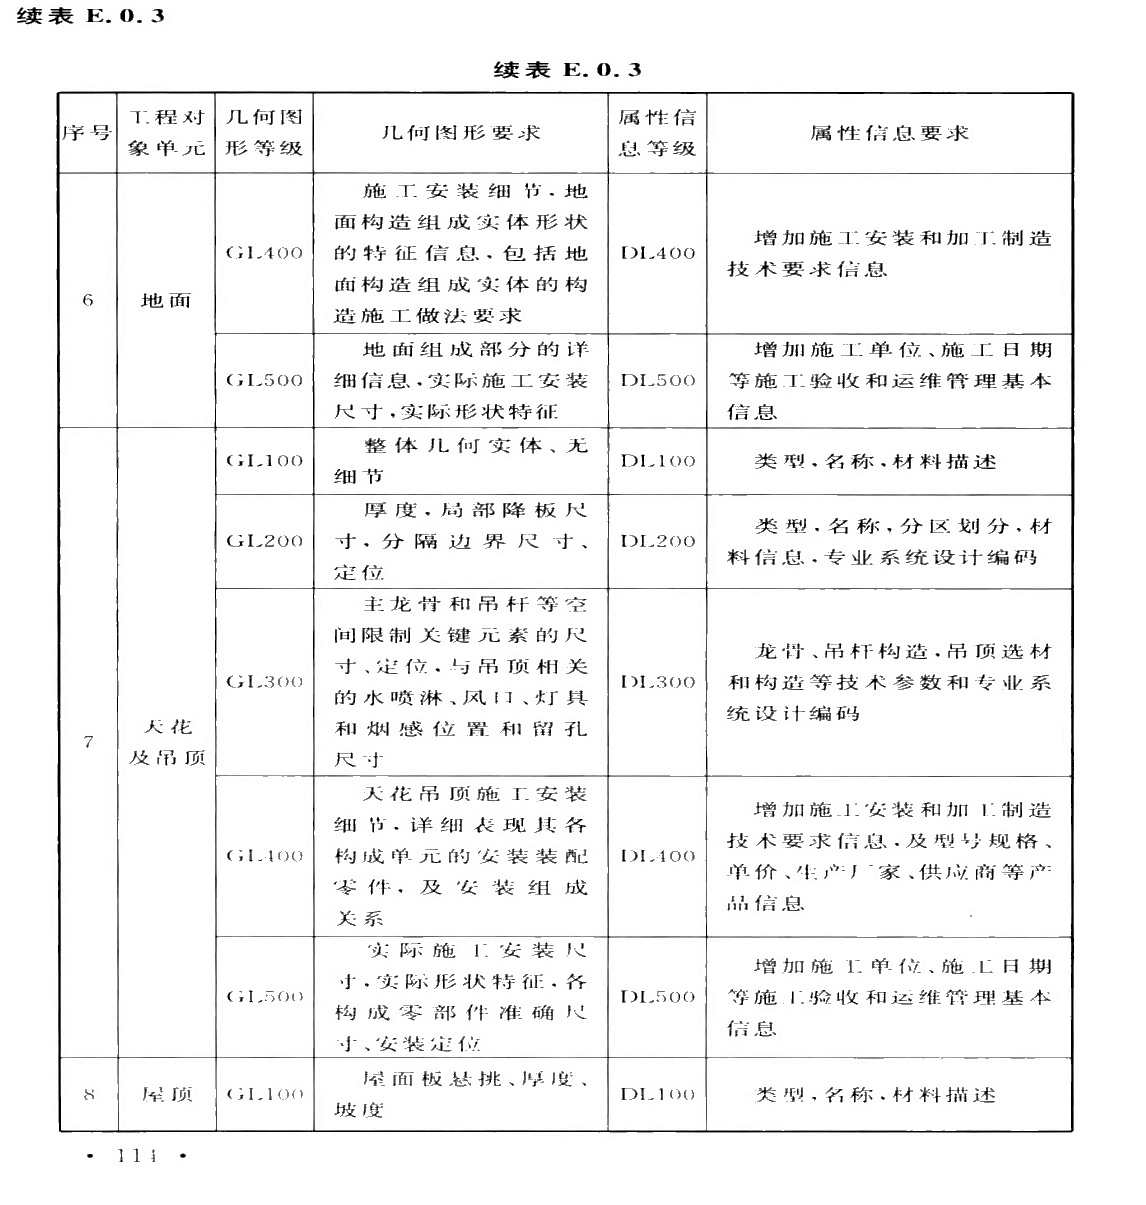 续表 E.0.3
续表 E.0.3
序号
工程对
象单元
几何图
形等级
几何图形要求
属性信
息等级
属性信息要求
6
地面
GL400
施工安装细节,地
面构造组成实体形状
的特征信息,包括地
面构造组成实体的构
造施工做法要求
DL400
增加施工安装和加工制造
技术要求信息
GL500
地面组成部分的详
细信息,实际施工安装
尺寸,实际形状特征
DL500
增加施工单位、施工日期
等施工验收和运维管理基本
信息
7
天花
及吊顶
GL100
整体几何实体、无
细节
DL100
类型,名称,材料描述
GL200
厚度,局部降板尺
寸,分隔边界尺寸、
定位
DL200
类型,名称,分区划分,材
料信息,专业系统设计编码
GL300
主龙骨和吊杆等空
间限制关键元素的尺
寸、定位,与吊顶相关
的水喷淋、风口、灯具
和烟感位置和留孔
尺寸
DL300
龙骨、吊杆构造,吊顶选材
和构造等技术参数和专业系
统设计编码
GL400
天花吊顶施工安装
细节,详细表现其各
构成单元的安装装配
零件,及安装组成
关系
DL400
增加施工安装和加工制造
技术要求信息,及型号规格、
单价、生产厂家、供应商等产
品信息
GL500
实际施工安装尺
寸,实际形状特征,各
构成零部件准确尺
寸、安装定位
DL500
增加施工单位、施工日期
等施工验收和运维管理基本
信息
8
屋顶
GL100
屋面板悬挑、厚度、
坡度
DL100
类型,名称,材料描述
• 114 •